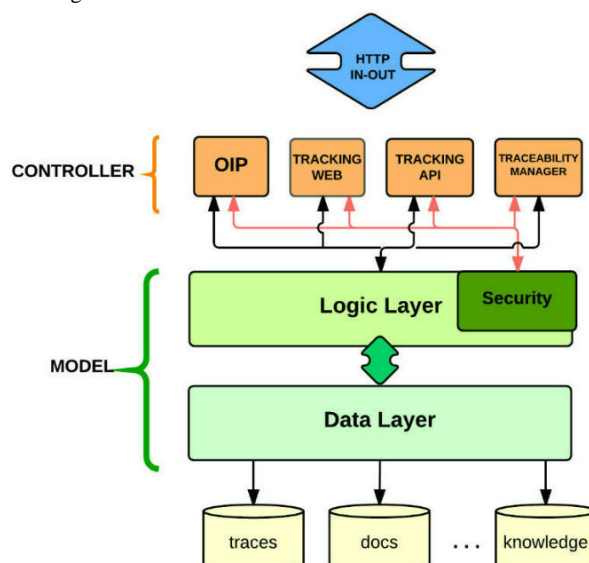 HTTP
IN-OUT
CONTROLLER
OIP
TRACKING
WEB
TRACKING
API
TRACEABILITY
MANAGER
MODEL
Logic Layer
Security
Data Layer
traces
docs
...
knowledge